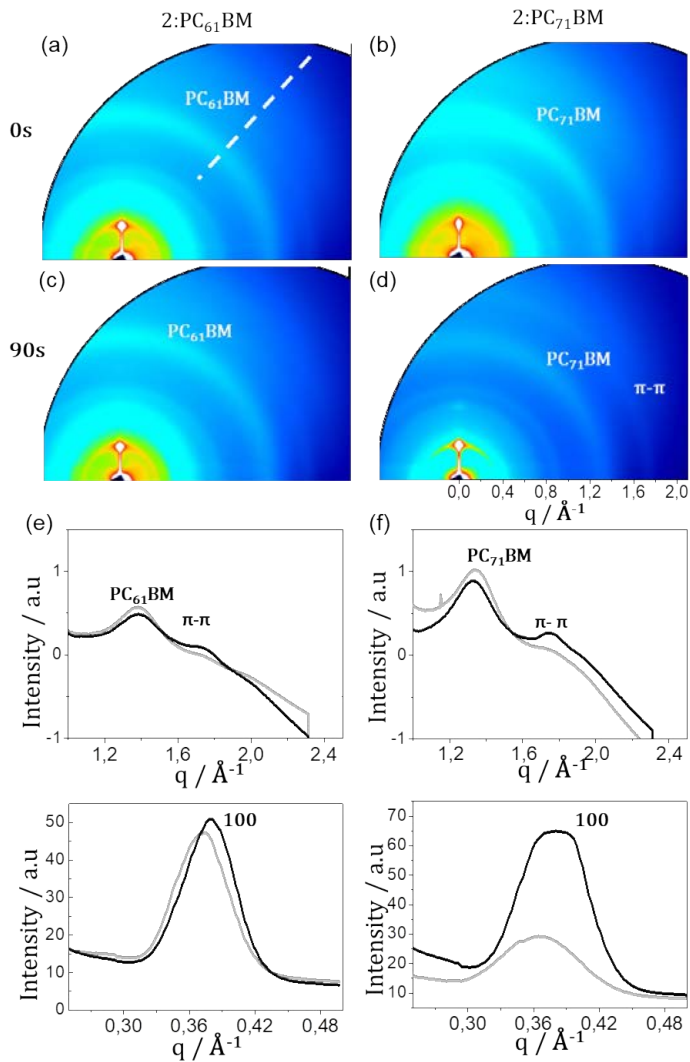 2:PC₆₁BM
2:PC₇₁BM
(a)
PC₆₁BM
(b)
PC₇₁BM
0s
(c)
PC₆₁BM
(d)
PC₇₁BM
π-π
90s
0,0 0,4 0,8 1,2 1,6 2,0
q / Å⁻¹
(e)
PC₆₁BM
π-π
1
0
-1
Intensity / a.u
1,2 1,6 2,0 2,4
q / Å⁻¹
(f)
PC₇₁BM
π- π
1
0
-1
Intensity / a.u
1,2 1,6 2,0 2,4
q / Å⁻¹
100
50
40
30
20
10
0
Intensity / a.u
0,30 0,36 0,42 0,48
q / Å⁻¹
100
70
60
50
40
30
20
10
Intensity / a.u
0,30 0,36 0,42 0,48
q / Å⁻¹